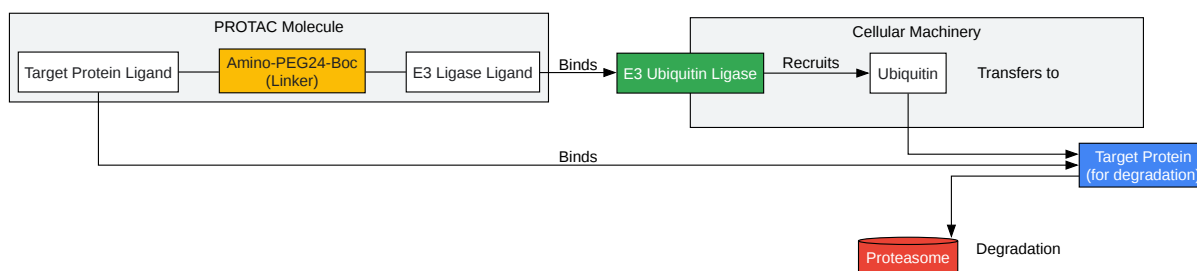 PROTAC Molecule
Cellular Machinery
Target Protein Ligand
Amino-PEG24-Boc
(Linker)
E3 Ligase Ligand
Binds
E3 Ubiquitin Ligase
Recruits
Ubiquitin
Transfers to
Binds
Target Protein
(for degradation)
Proteasome
Degradation